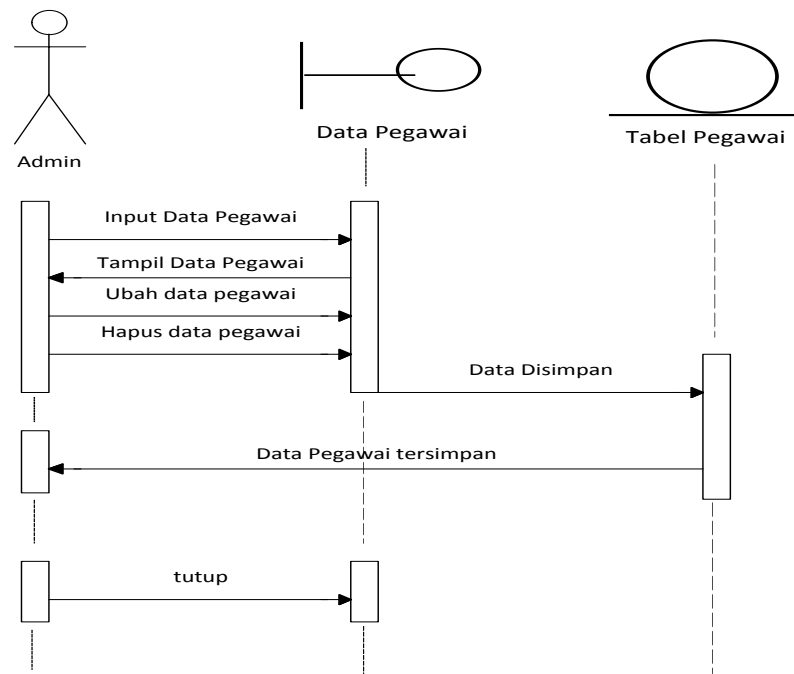 Admin
Data Pegawai
Tabel Pegawai
Input Data Pegawai
Tampil Data Pegawai
Ubah data pegawai
Hapus data pegawai
Data Disimpan
Data Pegawai tersimpan
tutup